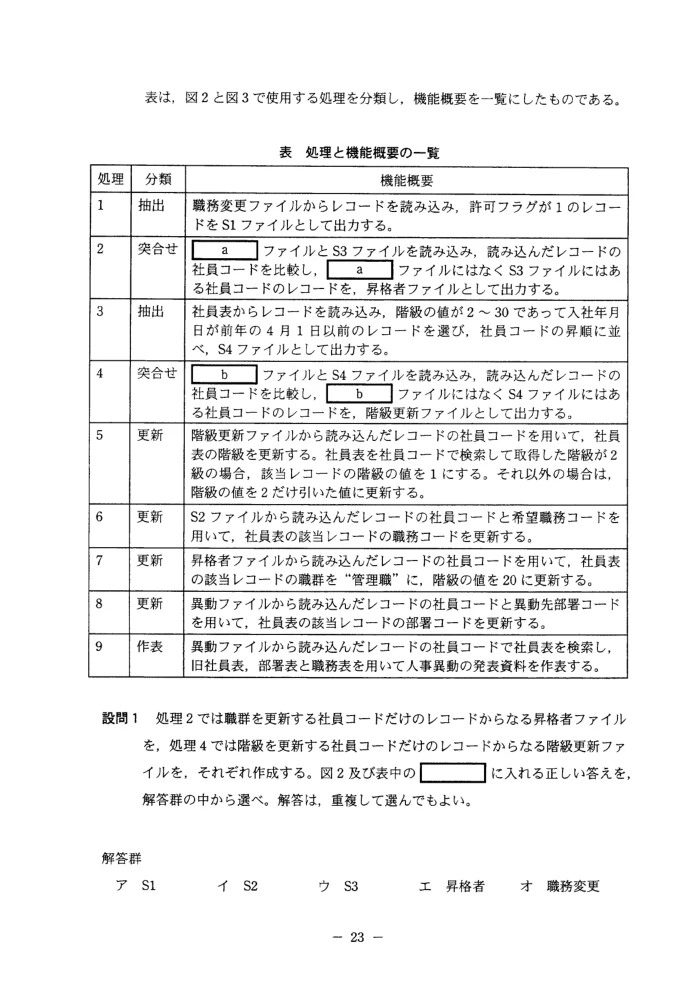 表は，図２と図３で使用する処理を分類し，機能概要を一覧にしたものである。
表　処理と機能概要の一覧
処理　分類　機能概要
1　抽出　職務変更ファイルからレコードを読み込み，許可フラグが 1 のレコー
ドを S1 ファイルとして出力する。
2　突合せ　a ファイルと S3 ファイルを読み込み，読み込んだレコードの
社員コードを比較し， a ファイルにはなく S3 ファイルにはあ
る社員コードのレコードを，昇格者ファイルとして出力する。
3　抽出　社員表からレコードを読み込み，階級の値が 2 ～ 30 であって入社年月
日が前年の 4 月 1 日以前のレコードを選び，社員コードの昇順に並
べ，S4 ファイルとして出力する。
4　突合せ　b ファイルと S4 ファイルを読み込み，読み込んだレコードの
社員コードを比較し， b ファイルにはなく S4 ファイルにはあ
る社員コードのレコードを，階級更新ファイルとして出力する。
5　更新　階級更新ファイルから読み込んだレコードの社員コードを用いて，社員
表の階級を更新する。社員表を社員コードで検索して取得した階級が 2
級の場合，該当レコードの階級の値を 1 にする。それ以外の場合は，
階級の値を 2 だけ引いた値に更新する。
6　更新　S2 ファイルから読み込んだレコードの社員コードと希望職務コードを
用いて，社員表の該当レコードの職務コードを更新する。
7　更新　昇格者ファイルから読み込んだレコードの社員コードを用いて，社員表
の該当レコードの職群を“管理職”に，階級の値を 20 に更新する。
8　更新　異動ファイルから読み込んだレコードの社員コードと異動先部署コード
を用いて，社員表の該当レコードの部署コードを更新する。
9　作表　異動ファイルから読み込んだレコードの社員コードで社員表を検索し，
旧社員表，部署表と職務表を用いて人事異動の発表資料を作表する。
設問１　処理２では職群を更新する社員コードだけのレコードからなる昇格者ファイル
を，処理４では階級を更新する社員コードだけのレコードからなる階級更新ファ
イルを，それぞれ作成する。図２及び表中の に入れる正しい答えを，
解答群の中から選べ。解答は，重複して選んでもよい。
解答群
ア　S1　イ　S2　ウ　S3　エ　昇格者　オ　職務変更
－ 23 －